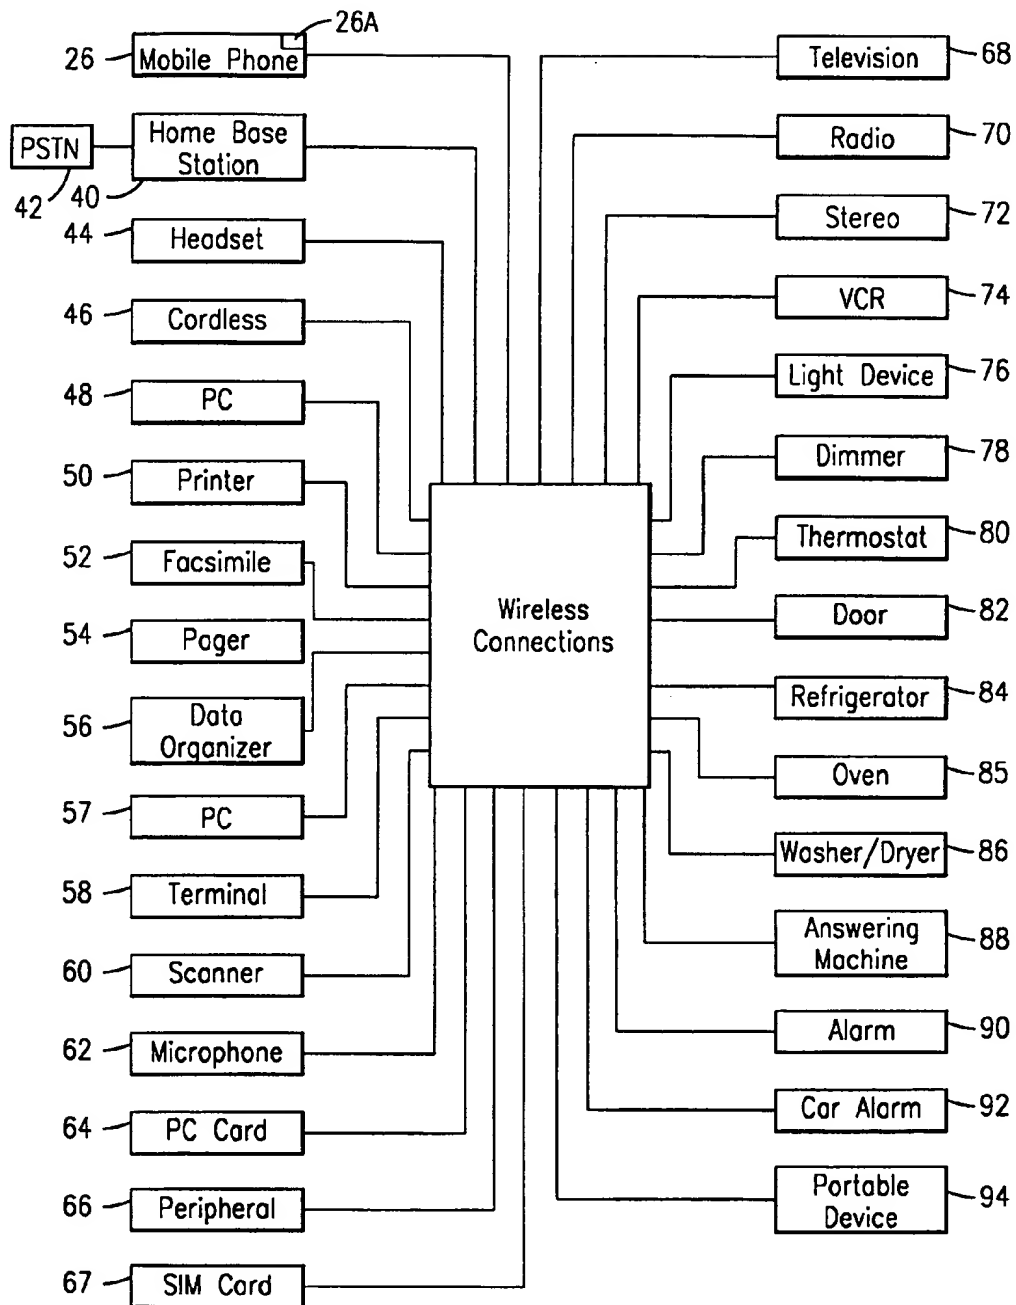 26A
26
Mobile Phone
PSTN
42
Home Base
Station
40
44
Headset
46
Cordless
48
PC
50
Printer
52
Facsimile
54
Pager
56
Data
Organizer
57
PC
58
Terminal
60
Scanner
62
Microphone
64
PC Card
66
Peripheral
67
SIM Card
Wireless
Connections
Television
68
Radio
70
Stereo
72
VCR
74
Light Device
76
Dimmer
78
Thermostat
80
Door
82
Refrigerator
84
Oven
85
Washer/Dryer
86
Answering
Machine
88
Alarm
90
Car Alarm
92
Portable
Device
94